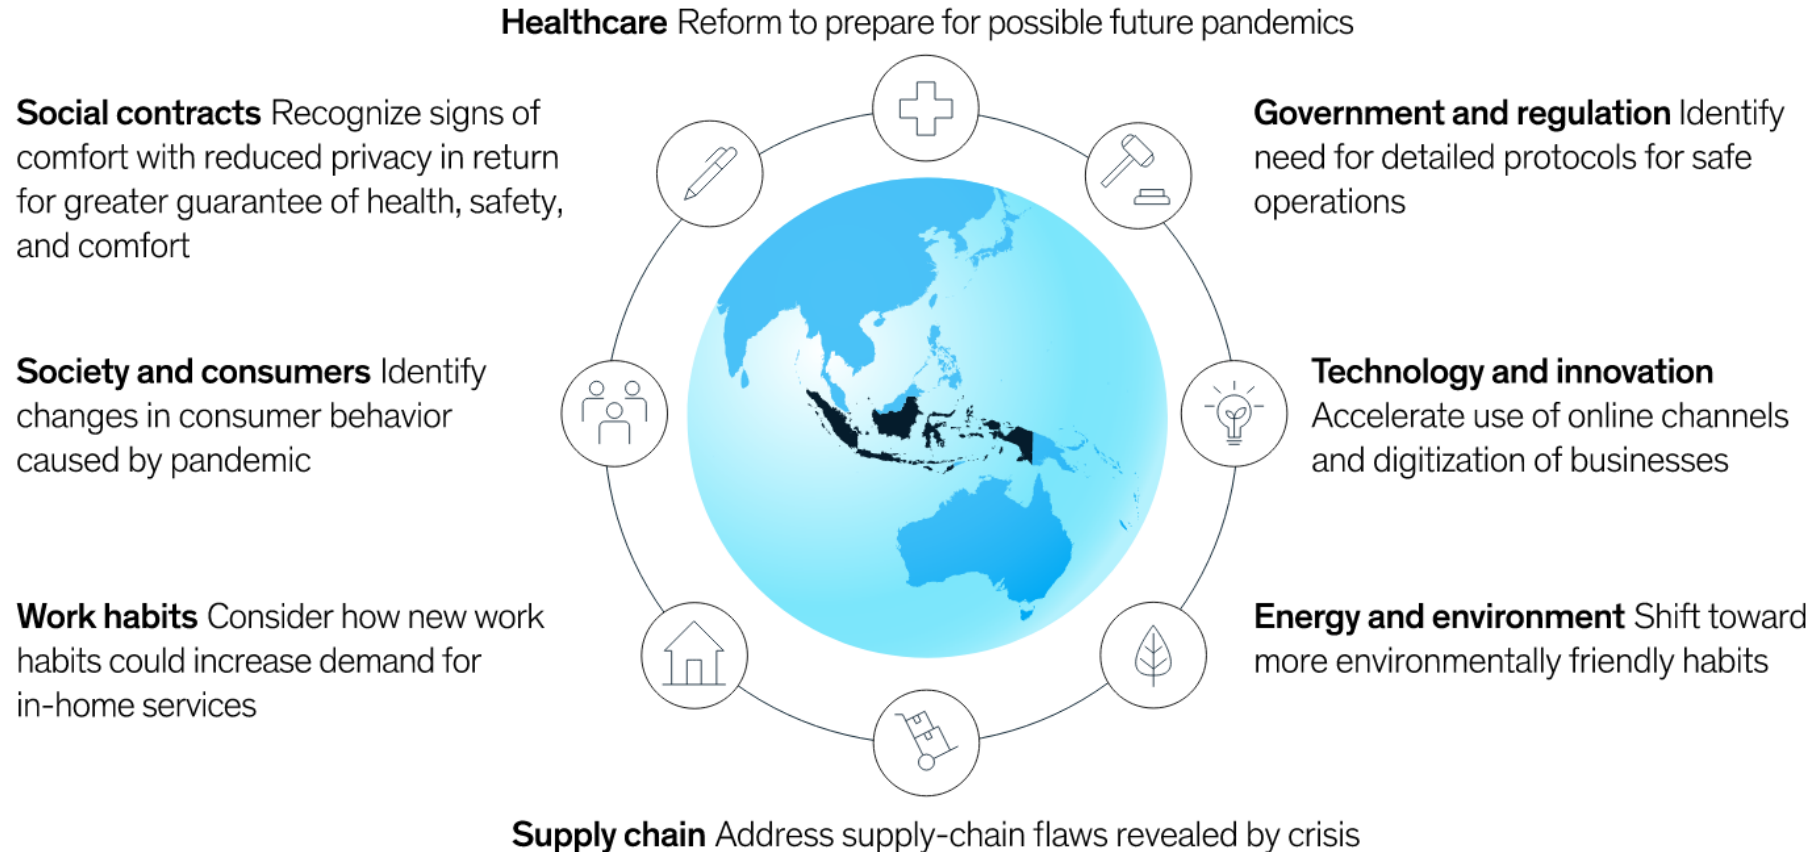 Healthcare Reform to prepare for possible future pandemics
Social contracts Recognize signs of
comfort with reduced privacy in return
for greater guarantee of health, safety,
and comfort
Government and regulation Identify
need for detailed protocols for safe
operations
Society and consumers Identify
changes in consumer behavior
caused by pandemic
Technology and innovation
Accelerate use of online channels
and digitization of businesses
Work habits Consider how new work
habits could increase demand for
in-home services
Energy and environment Shift toward
more environmentally friendly habits
Supply chain Address supply-chain flaws revealed by crisis